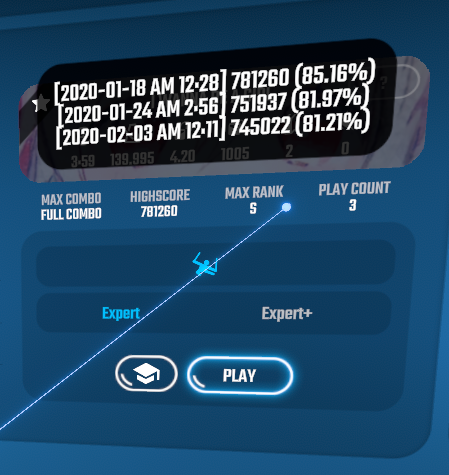 [2020-01-18 AM 12:28] 781260 (85.16%)
[2020-01-24 AM 2:56] 751937 (81.97%)
[2020-02-03 AM 12:11] 745022 (81.21%)
?
3:59 139.995 4.20 1005 2 0
MAX COMBO HIGHSCORE MAX RANK PLAY COUNT
FULL COMBO 781260 S 3
Expert Expert+
PLAY